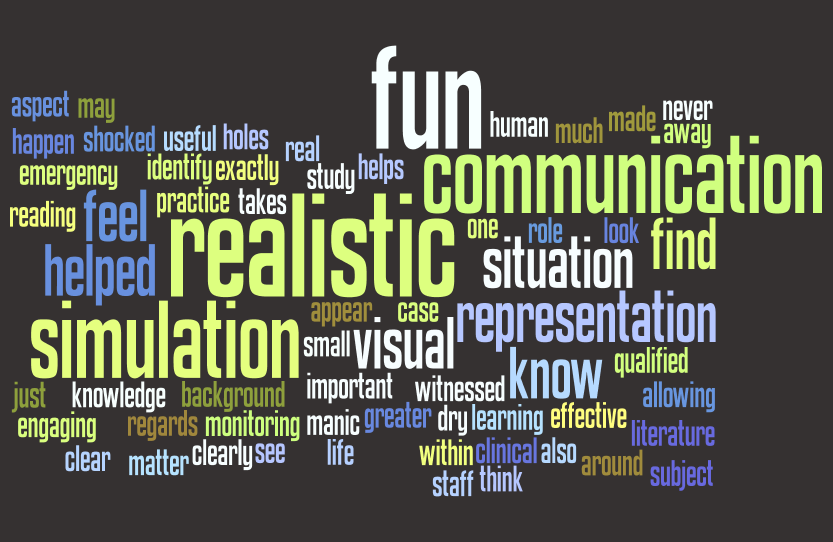 fun
aspect may
human much made never
happen shocked useful holes
away
real
emergency identify exactly
study helps
communication
reading feel practice takes
realistic
one role look find
helped
situation
simulation
appear case representation
small visual
know qualified
just knowledge background important witnessed
allowing
engaging regards monitoring manic greater dry learning effective
literature
clear matter clearly see life within clinical also around subject
staff think